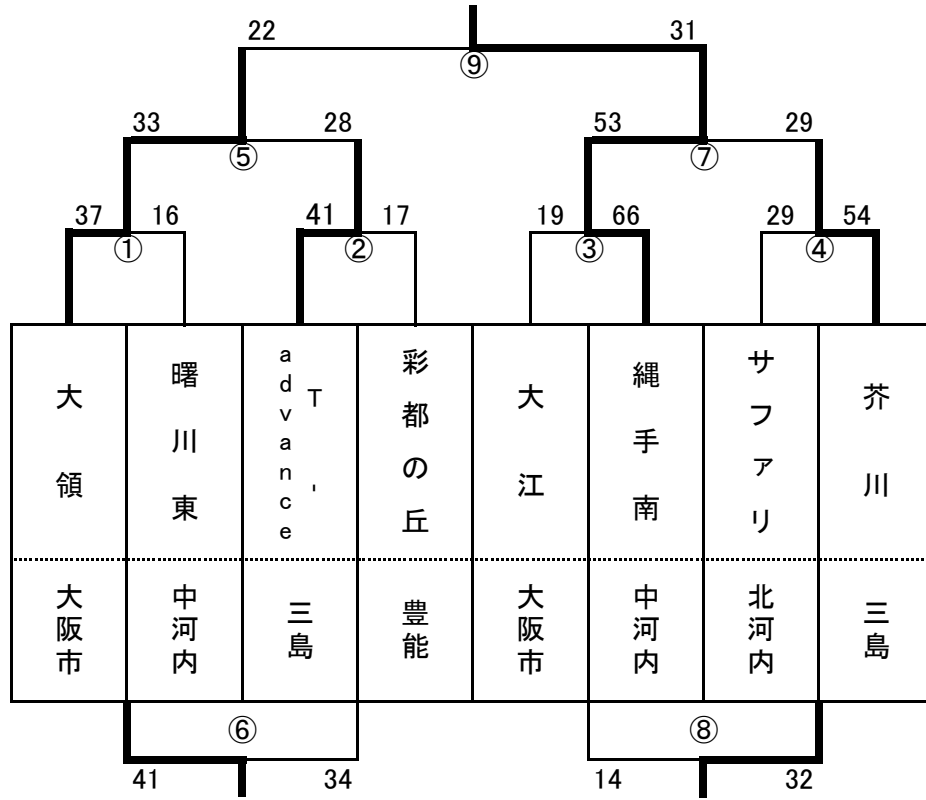 22
31
⑨
33
28
53
29
⑤
⑦
37
16
41
17
19
66
29
54
①
②
③
④
大領
曙川東
T'
advance
彩都の丘
大江
縄手南
サファリ
芥川
大阪市
中河内
三島
豊能
大阪市
中河内
北河内
三島
⑥
⑧
41
34
14
32